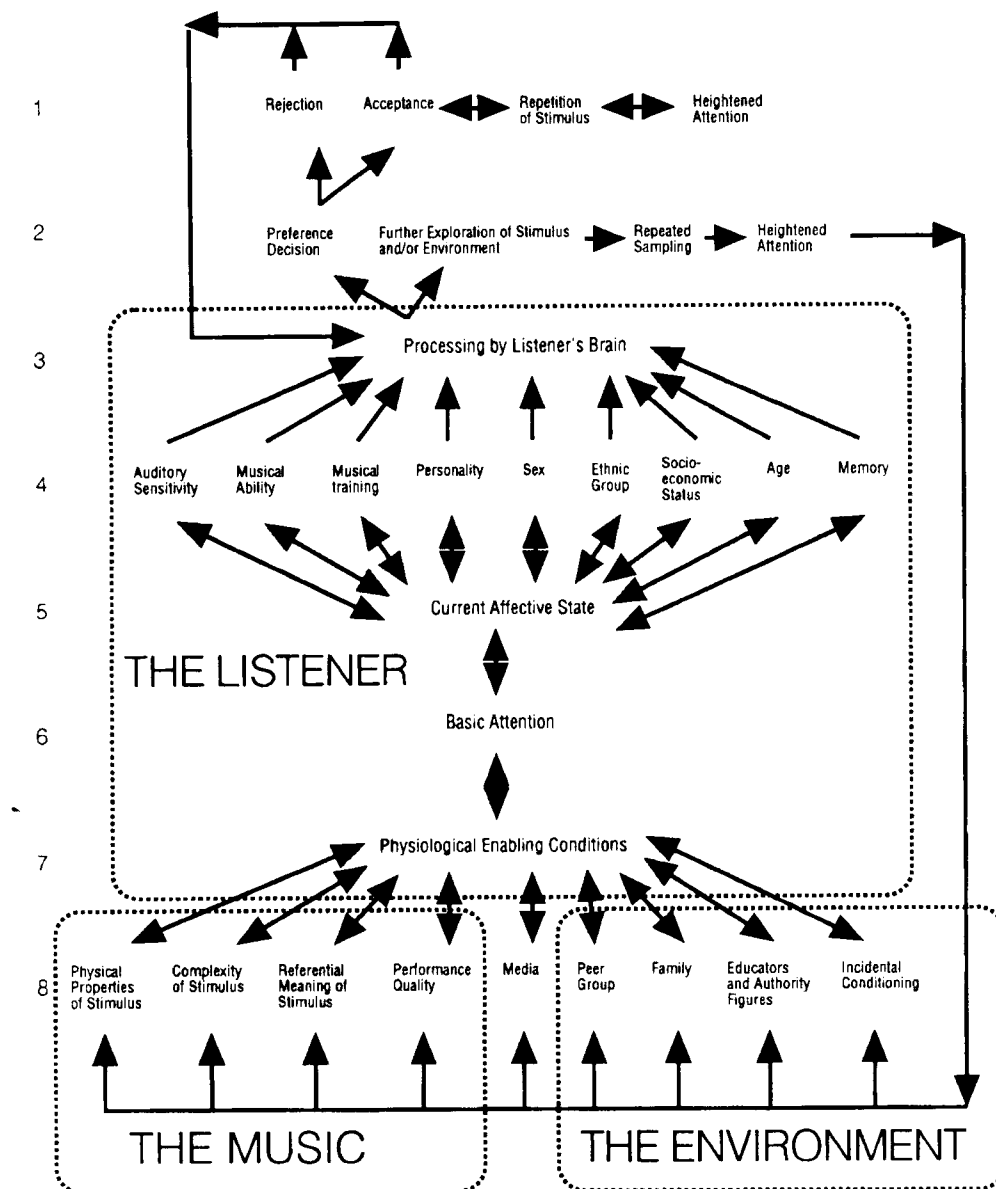 1
Rejection
Acceptance
Repetition
of Stimulus
Heightened
Attention
2
Preference
Decision
Further Exploration of Stimulus
and/or Environment
Repeated
Sampling
Heightened
Attention
3
Processing by Listener's Brain
4
Auditory
Sensitivity
Musical
Ability
Musical
training
Personality
Sex
Ethnic
Group
Socio-
economic
Status
Age
Memory
5
Current Affective State
THE LISTENER
6
Basic Attention
7
Physiological Enabling Conditions
8
Physical
Properties
of Stimulus
Complexity
of Stimulus
Referential
Meaning of
Stimulus
Performance
Quality
Media
Peer
Group
Family
Educators
and Authority
Figures
Incidental
Conditioning
THE MUSIC
THE ENVIRONMENT